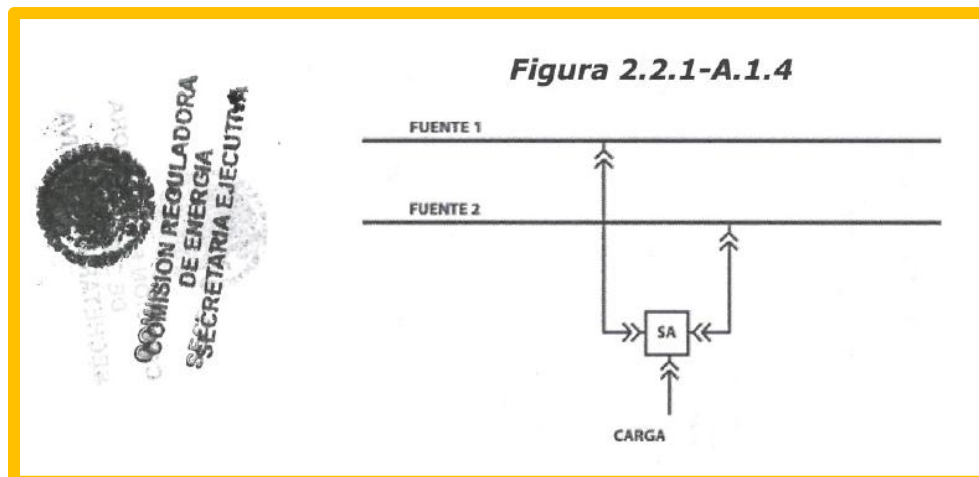 Figura 2.2.1-A.1.4
COMISION REGULADORA
DE ENERGIA
SECRETARIA EJECUTIVA
FUENTE 1
FUENTE 2
SA
CARGA